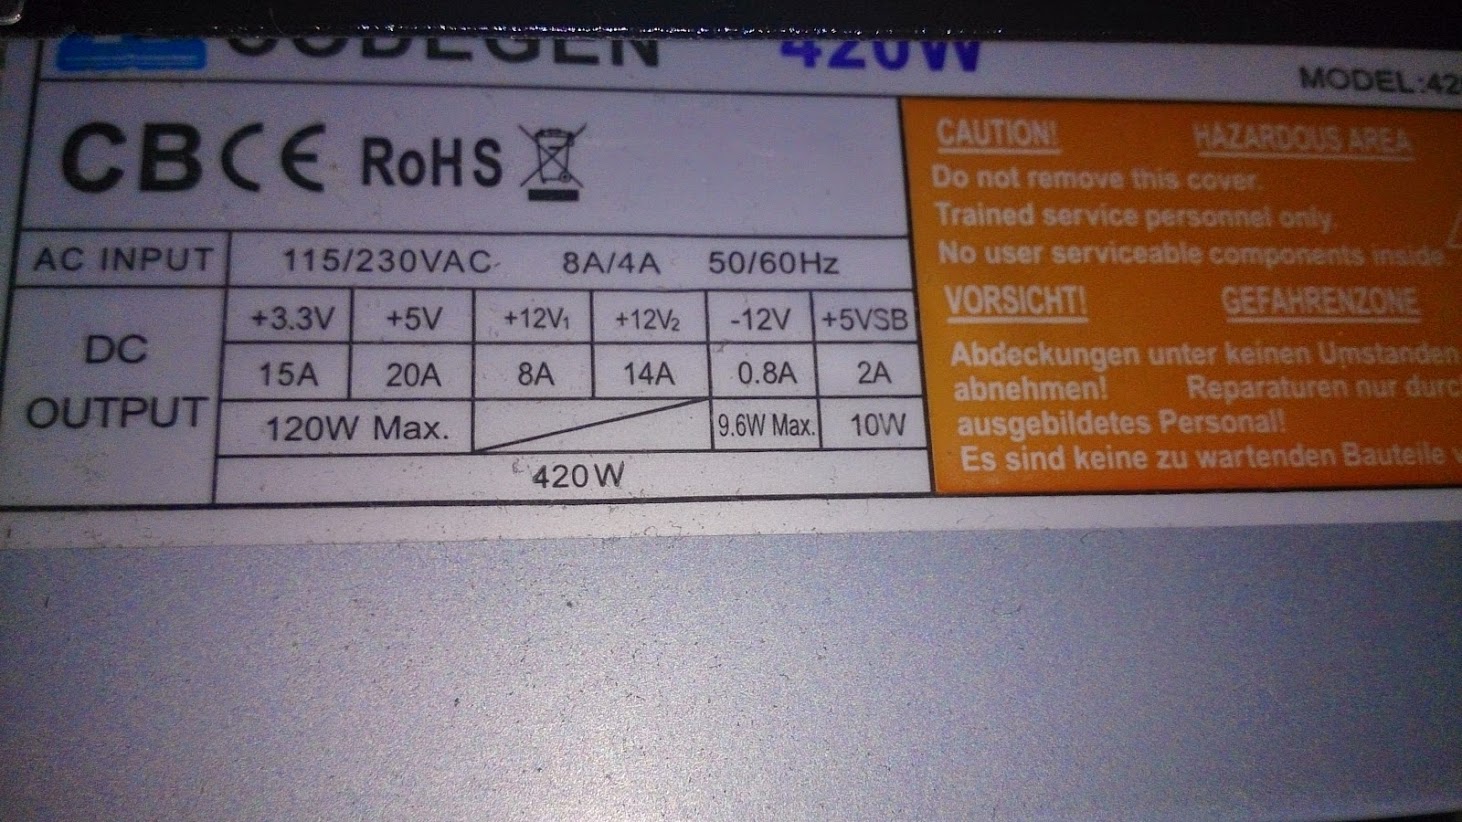 CODEGEN 420W
MODEL:42
CB CE RoHS
AC INPUT 115/230VAC 8A/4A 50/60Hz
DC OUTPUT
+3.3V +5V +12V₁ +12V₂ -12V +5VSB
15A 20A 8A 14A 0.8A 2A
120W Max. 9.6W Max. 10W
420W
CAUTION! HAZARDOUS AREA
Do not remove this cover.
Trained service personnel only.
No user serviceable components inside.
VORSICHT! GEFAHRENZONE
Abdeckungen unter keinen Umstanden
abnehmen! Reparaturen nur durc
ausgebildetes Personal!
Es sind keine zu wartenden Bauteile